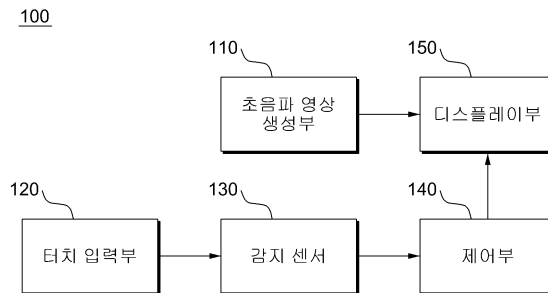 100
110
150
초음파 영상
생성부
디스플레이부
120
130
140
터치 입력부
감지 센서
제어부